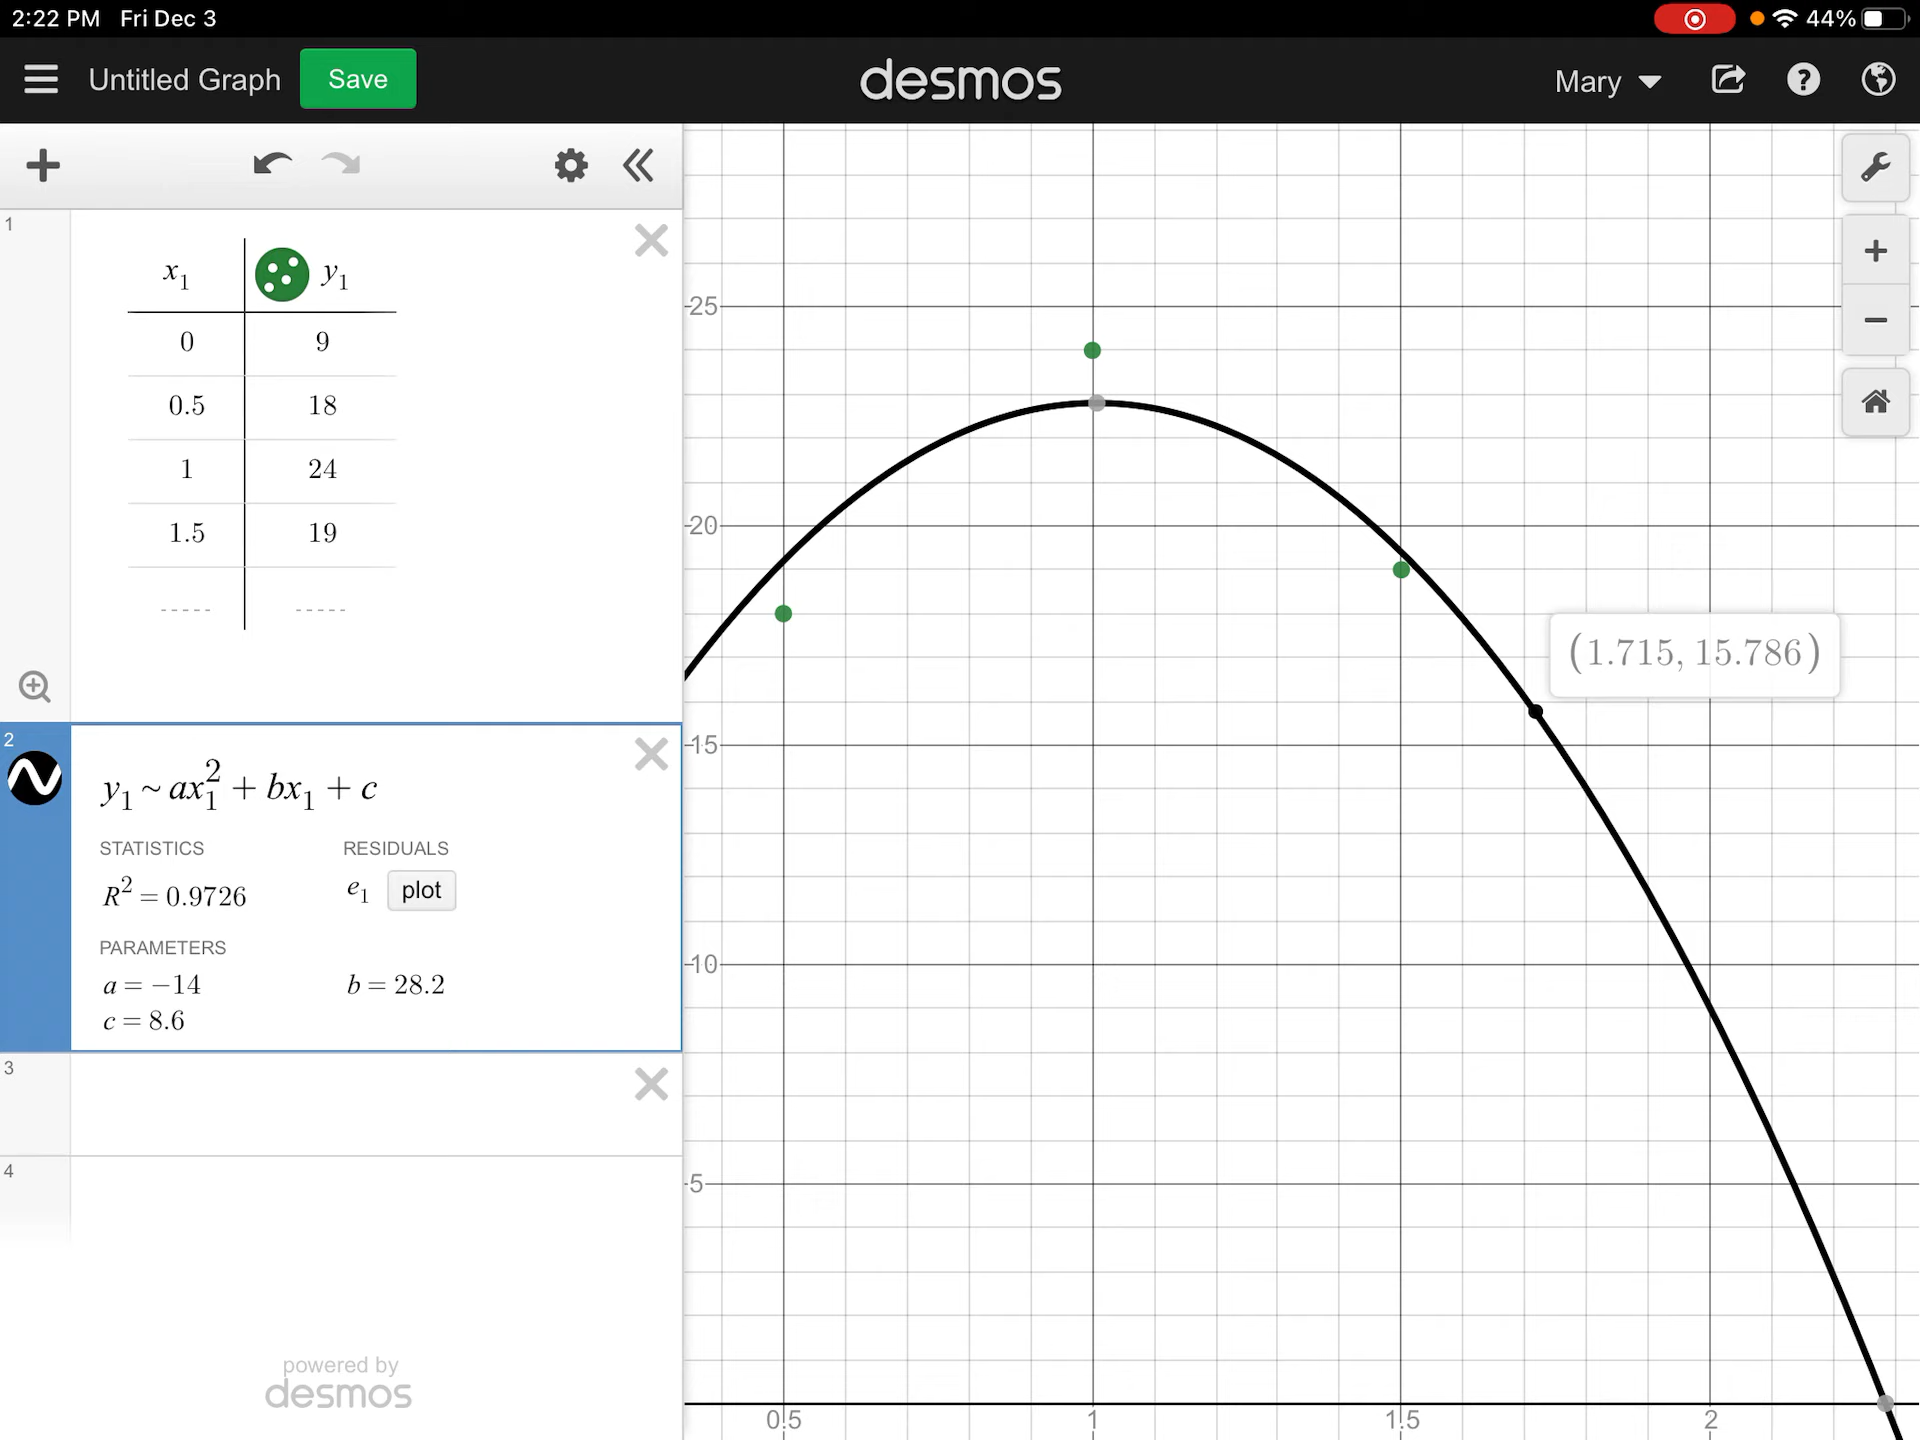 2:22 PM Fri Dec 3
44%
Untitled Graph
Save
desmos
Mary
1
x₁ y₁
0 9
0.5 18
1 24
1.5 19
2
y₁ ~ ax₁² + bx₁ + c
STATISTICS RESIDUALS
R² = 0.9726 e₁ plot
PARAMETERS
a = −14 b = 28.2
c = 8.6
3
4
powered by
desmos
25
20
(1.715, 15.786)
15
10
5
0.5 1 1.5 2